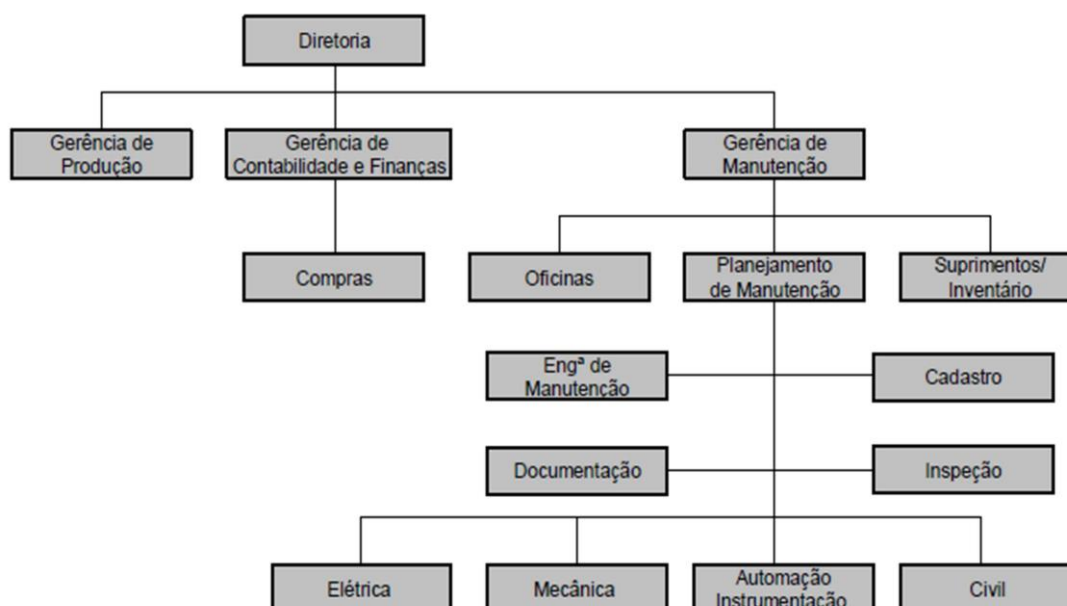 Diretoria
Gerência de
Produção
Gerência de
Contabilidade e Finanças
Gerência de
Manutenção
Compras
Oficinas
Planejamento
de Manutenção
Suprimentos/
Inventário
Engª de
Manutenção
Cadastro
Documentação
Inspeção
Elétrica
Mecânica
Automação
Instrumentação
Civil